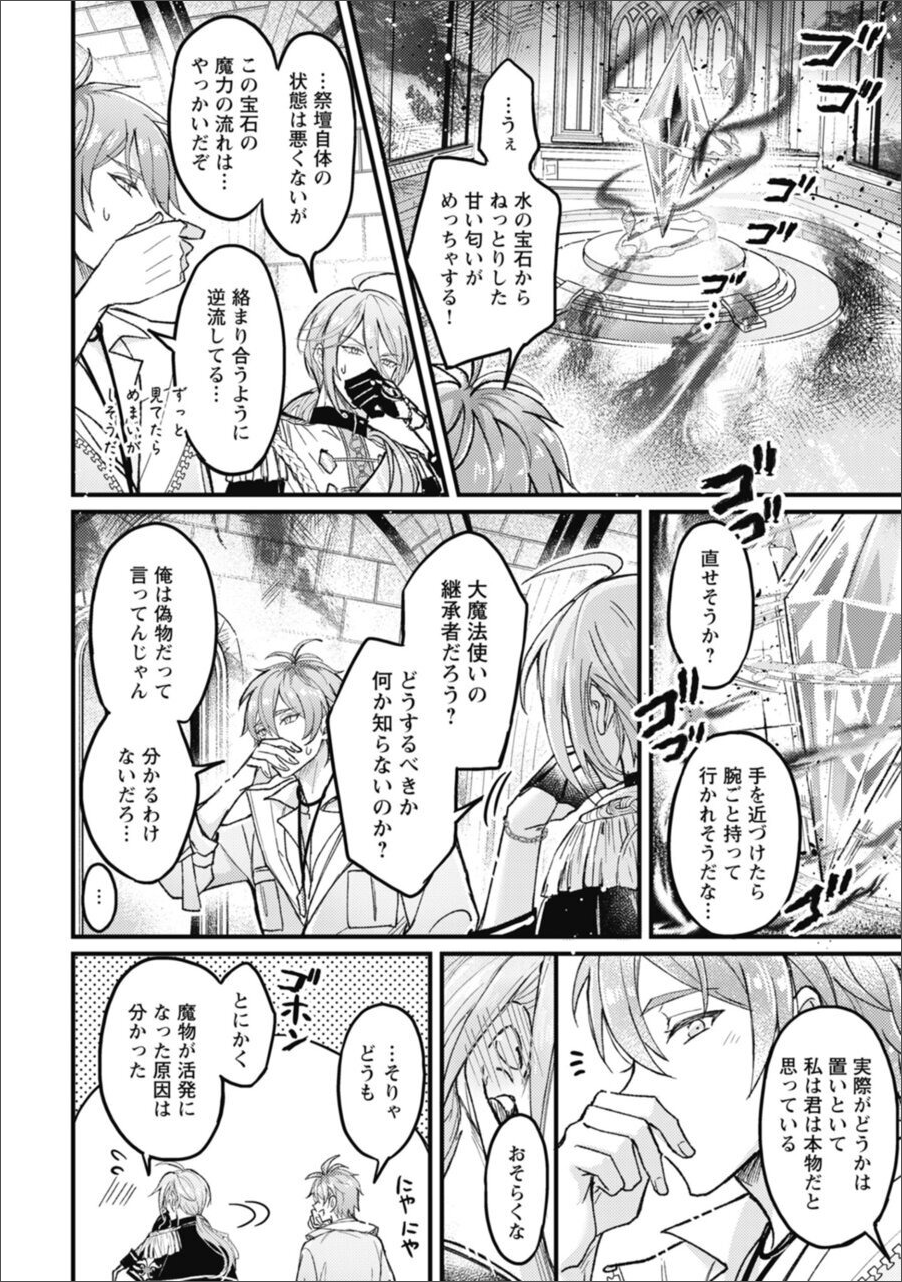 ゴゴ
ゴゴ
ゴゴ
…うぇ
水の宝石から
ねっとりした
甘い匂いが
めっちゃする！
…祭壇自体の
状態は悪くないが
この宝石の
魔力の流れは…
やっかいだぞ
絡まり合うように
逆流してる…
ずっと
見てたら
めまいが
しそうだ…
ゴゴ
直せそうか？
ゴゴ
手を近づけたら
腕ごと持って
行かれそうだな…
大魔法使いの
継承者だろう？
どうするべきか
何か知らないのか？
俺は偽物だって
言ってんじゃん
分かるわけ
ないだろ…
…
実際がどうかは
置いといて
私は君は本物だと
思っている
おそらくな
…そりゃ
どうも
にゃにゃ
ゴホン
とにかく
魔物が活発に
なった原因は
分かった